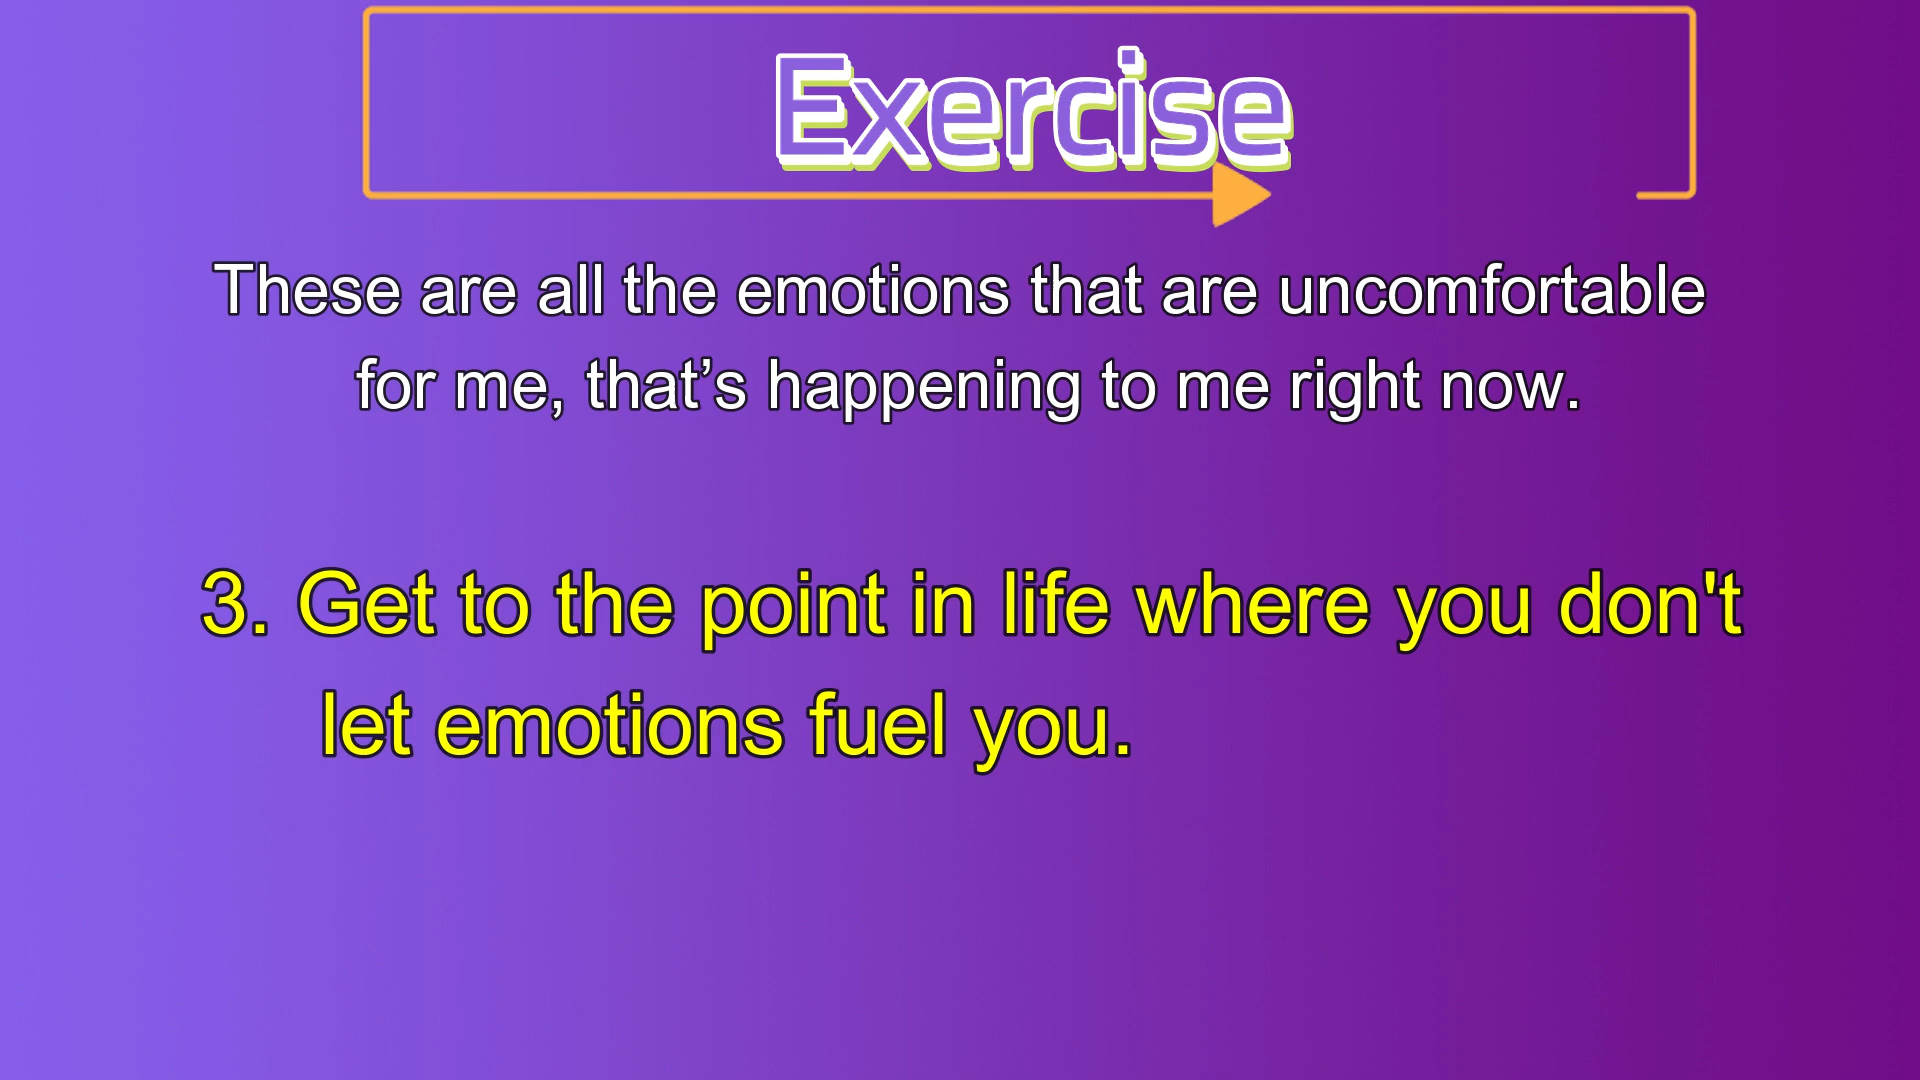 Exercise
These are all the emotions that are uncomfortable
for me, that’s happening to me right now.
3. Get to the point in life where you don't
let emotions fuel you.